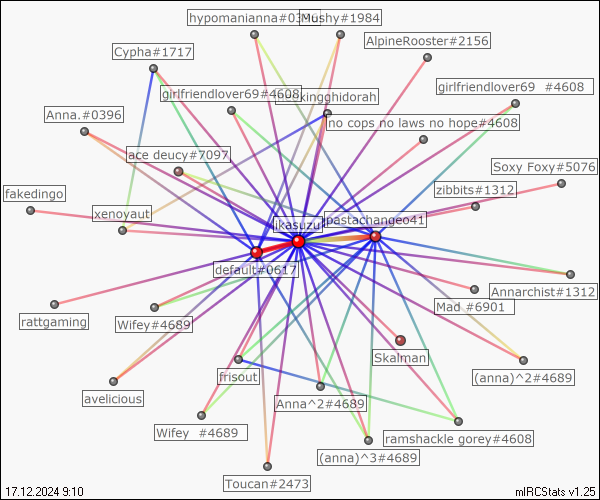 hypomanianna#03
Mushy#1984
AlpineRooster#2156
Cypha#1717
girlfriendlover69 #4608
girlfriendlover69#4608
kingghidorah
Anna.#0396
no cops no laws no hope#4608
ace deucy#7097
Soxy Foxy#5076
zibbits#1312
fakedingo
xenoyaut
ikasuzu
pastachange041
default#0617
Annarchist#1312
Mad #6901
rattgaming
Wifey#4689
Skalman
frisout
(anna)^2#4689
avelicious
Anna^2#4689
Wifey #4689
ramshackle gorey#4608
(anna)^3#4689
Toucan#2473
17.12.2024 9:10
mIRCStats v1.25